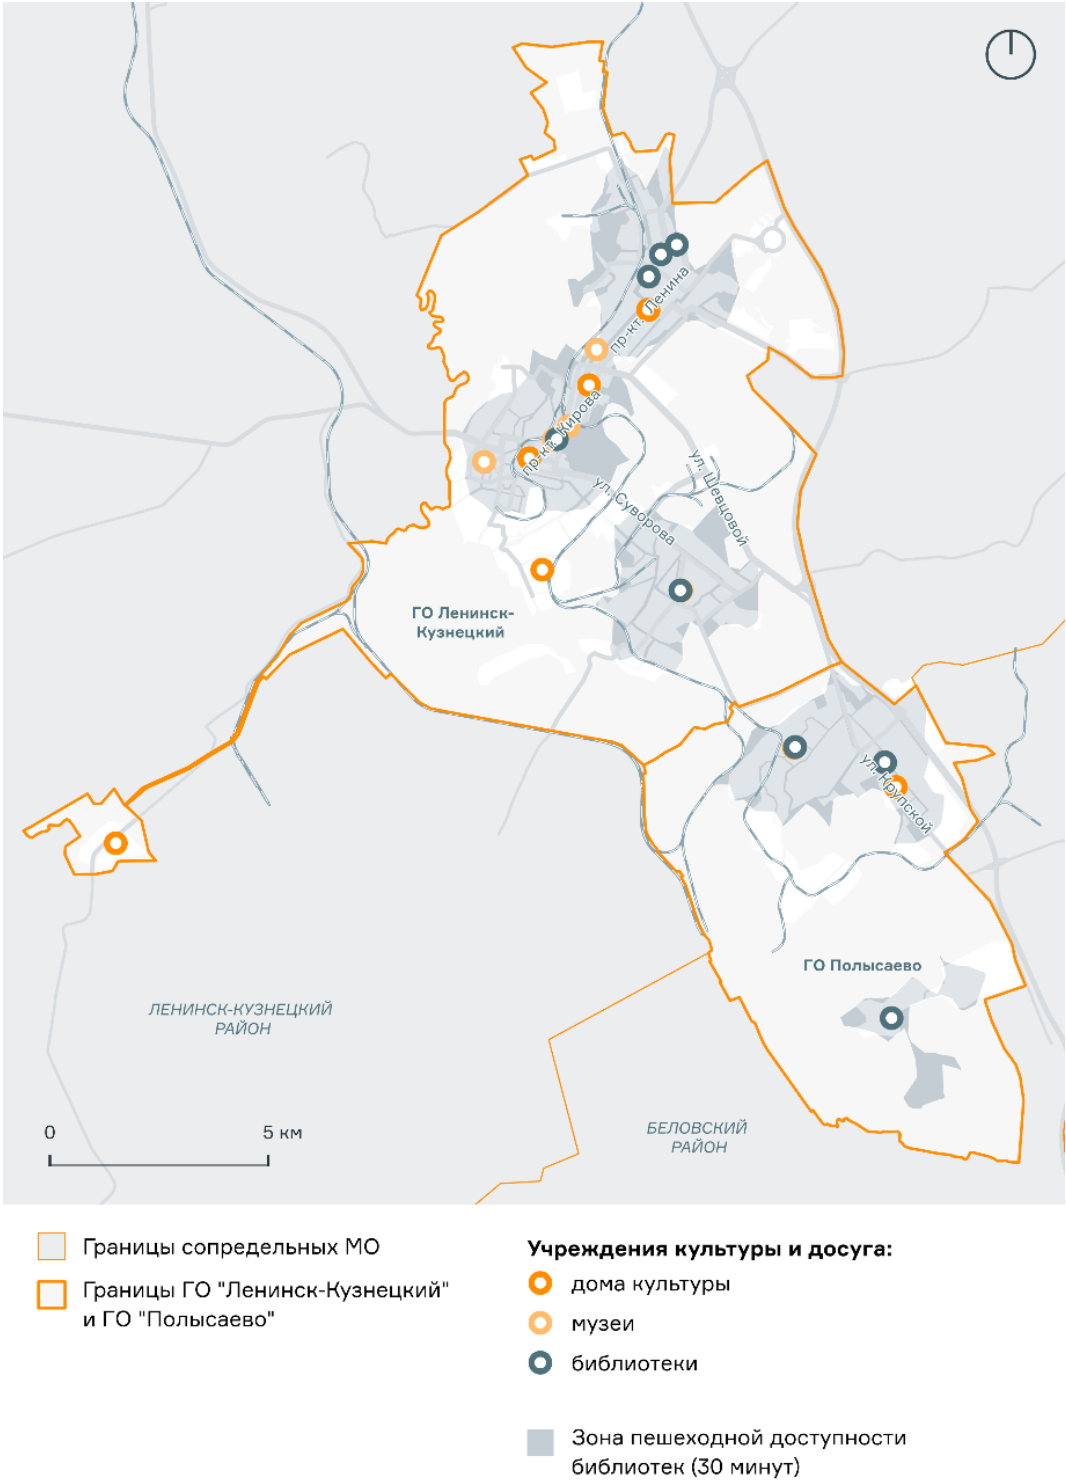 пр-кт. Ленина
пр-кт. Кирова
ул. Шевцовой
ул. Суворова
ГО Ленинск-
Кузнецкий
ул. Крупской
ГО Полысаево
ЛЕНИНСК-КУЗНЕЦКИЙ
РАЙОН
БЕЛОВСКИЙ
РАЙОН
0 5 км
Границы сопредельных МО
Границы ГО "Ленинск-Кузнецкий"
и ГО "Полысаево"
Учреждения культуры и досуга:
дома культуры
музеи
библиотеки
Зона пешеходной доступности
библиотек (30 минут)